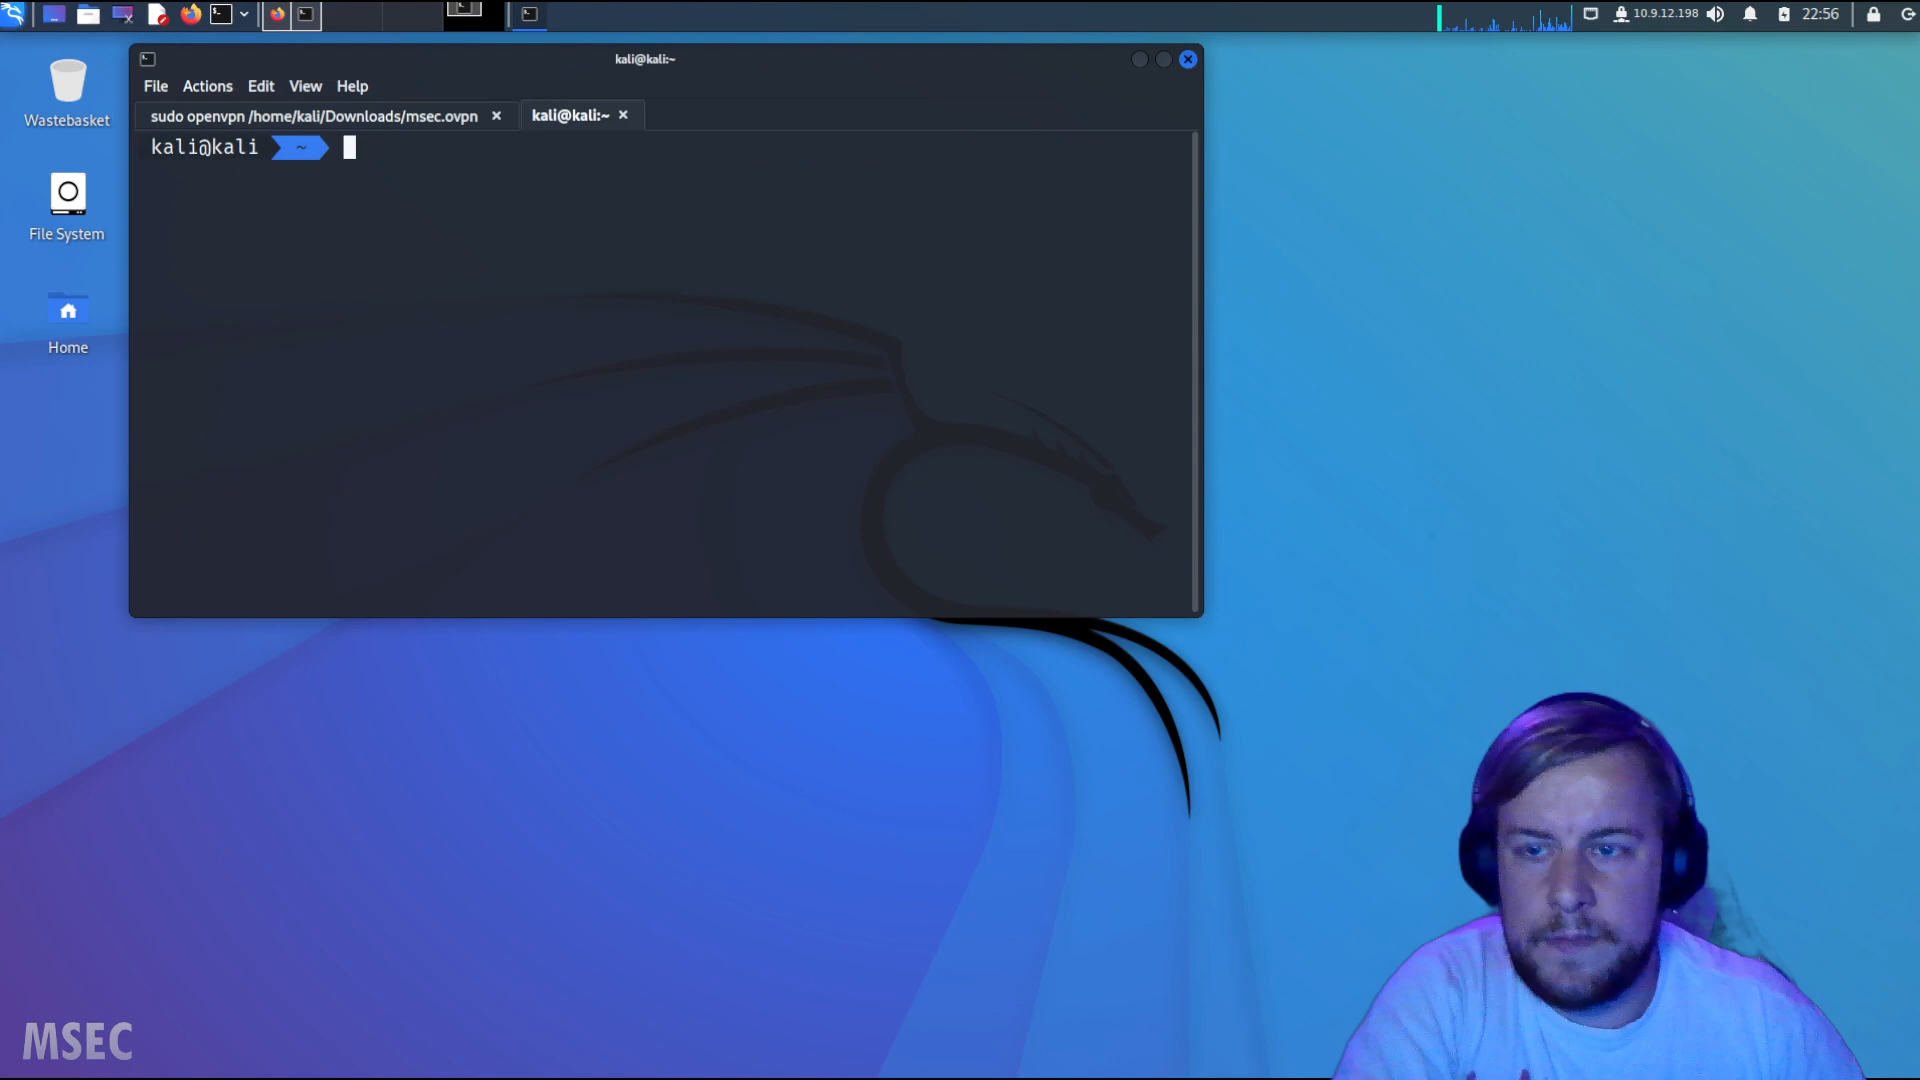 10.9.12.198
22:56
kali@kali:~
File Actions Edit View Help
sudo openvpn /home/kali/Downloads/msec.ovpn
kali@kali:~
kali@kali ~
Wastebasket
File System
Home
MSEC